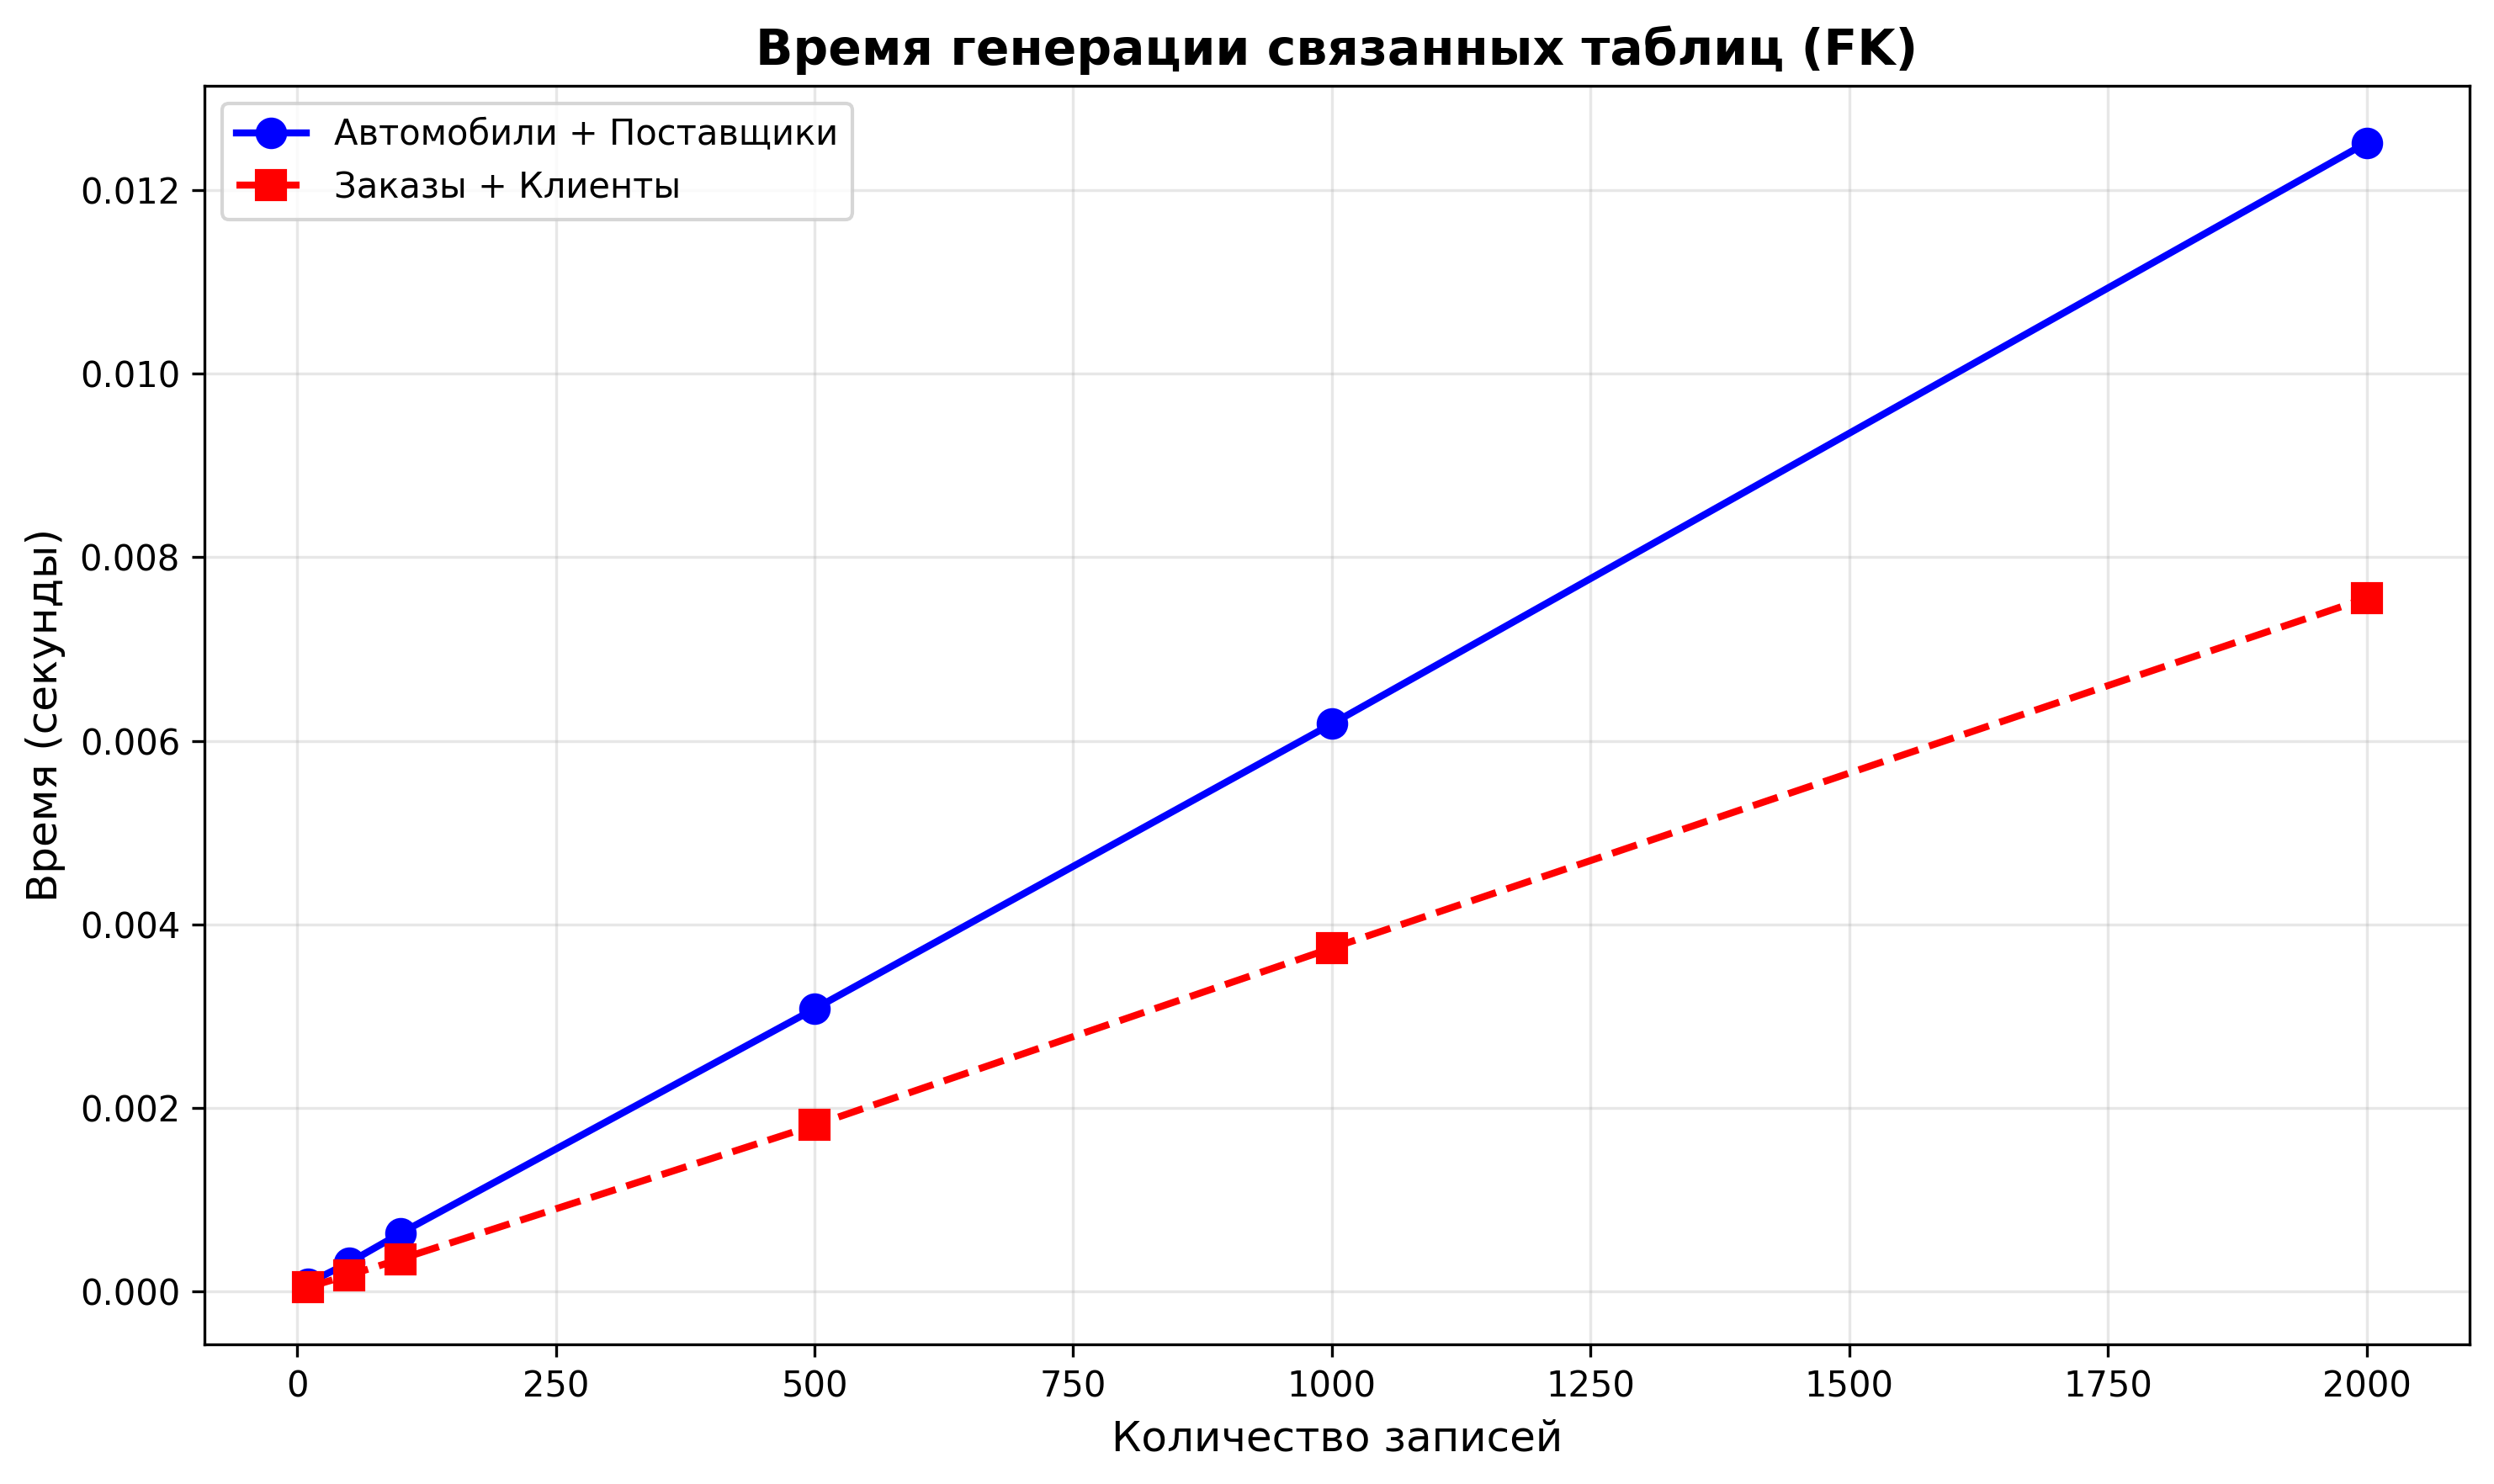 Время генерации связанных таблиц (FK)
Автомобили + Поставщики
Заказы + Клиенты
0.012
0.010
0.008
0.006
0.004
0.002
0.000
Время (секунды)
0 250 500 750 1000 1250 1500 1750 2000
Количество записей